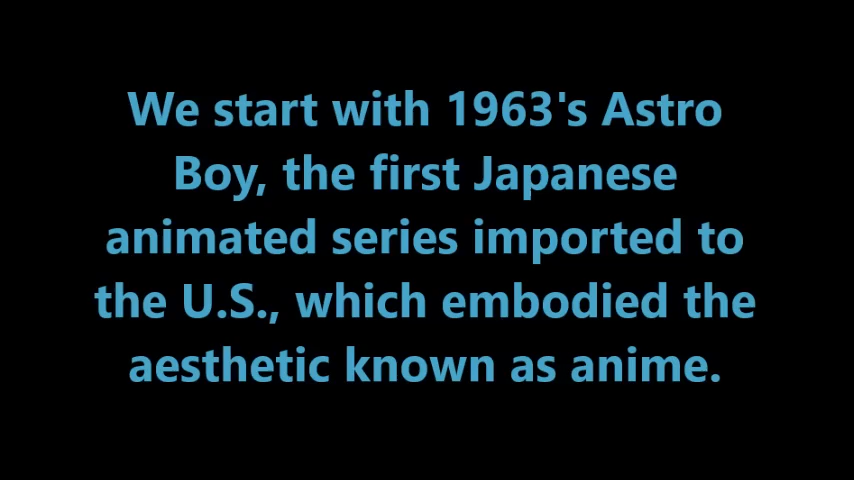 We start with 1963's Astro
Boy, the first Japanese
animated series imported to
the U.S., which embodied the
aesthetic known as anime.